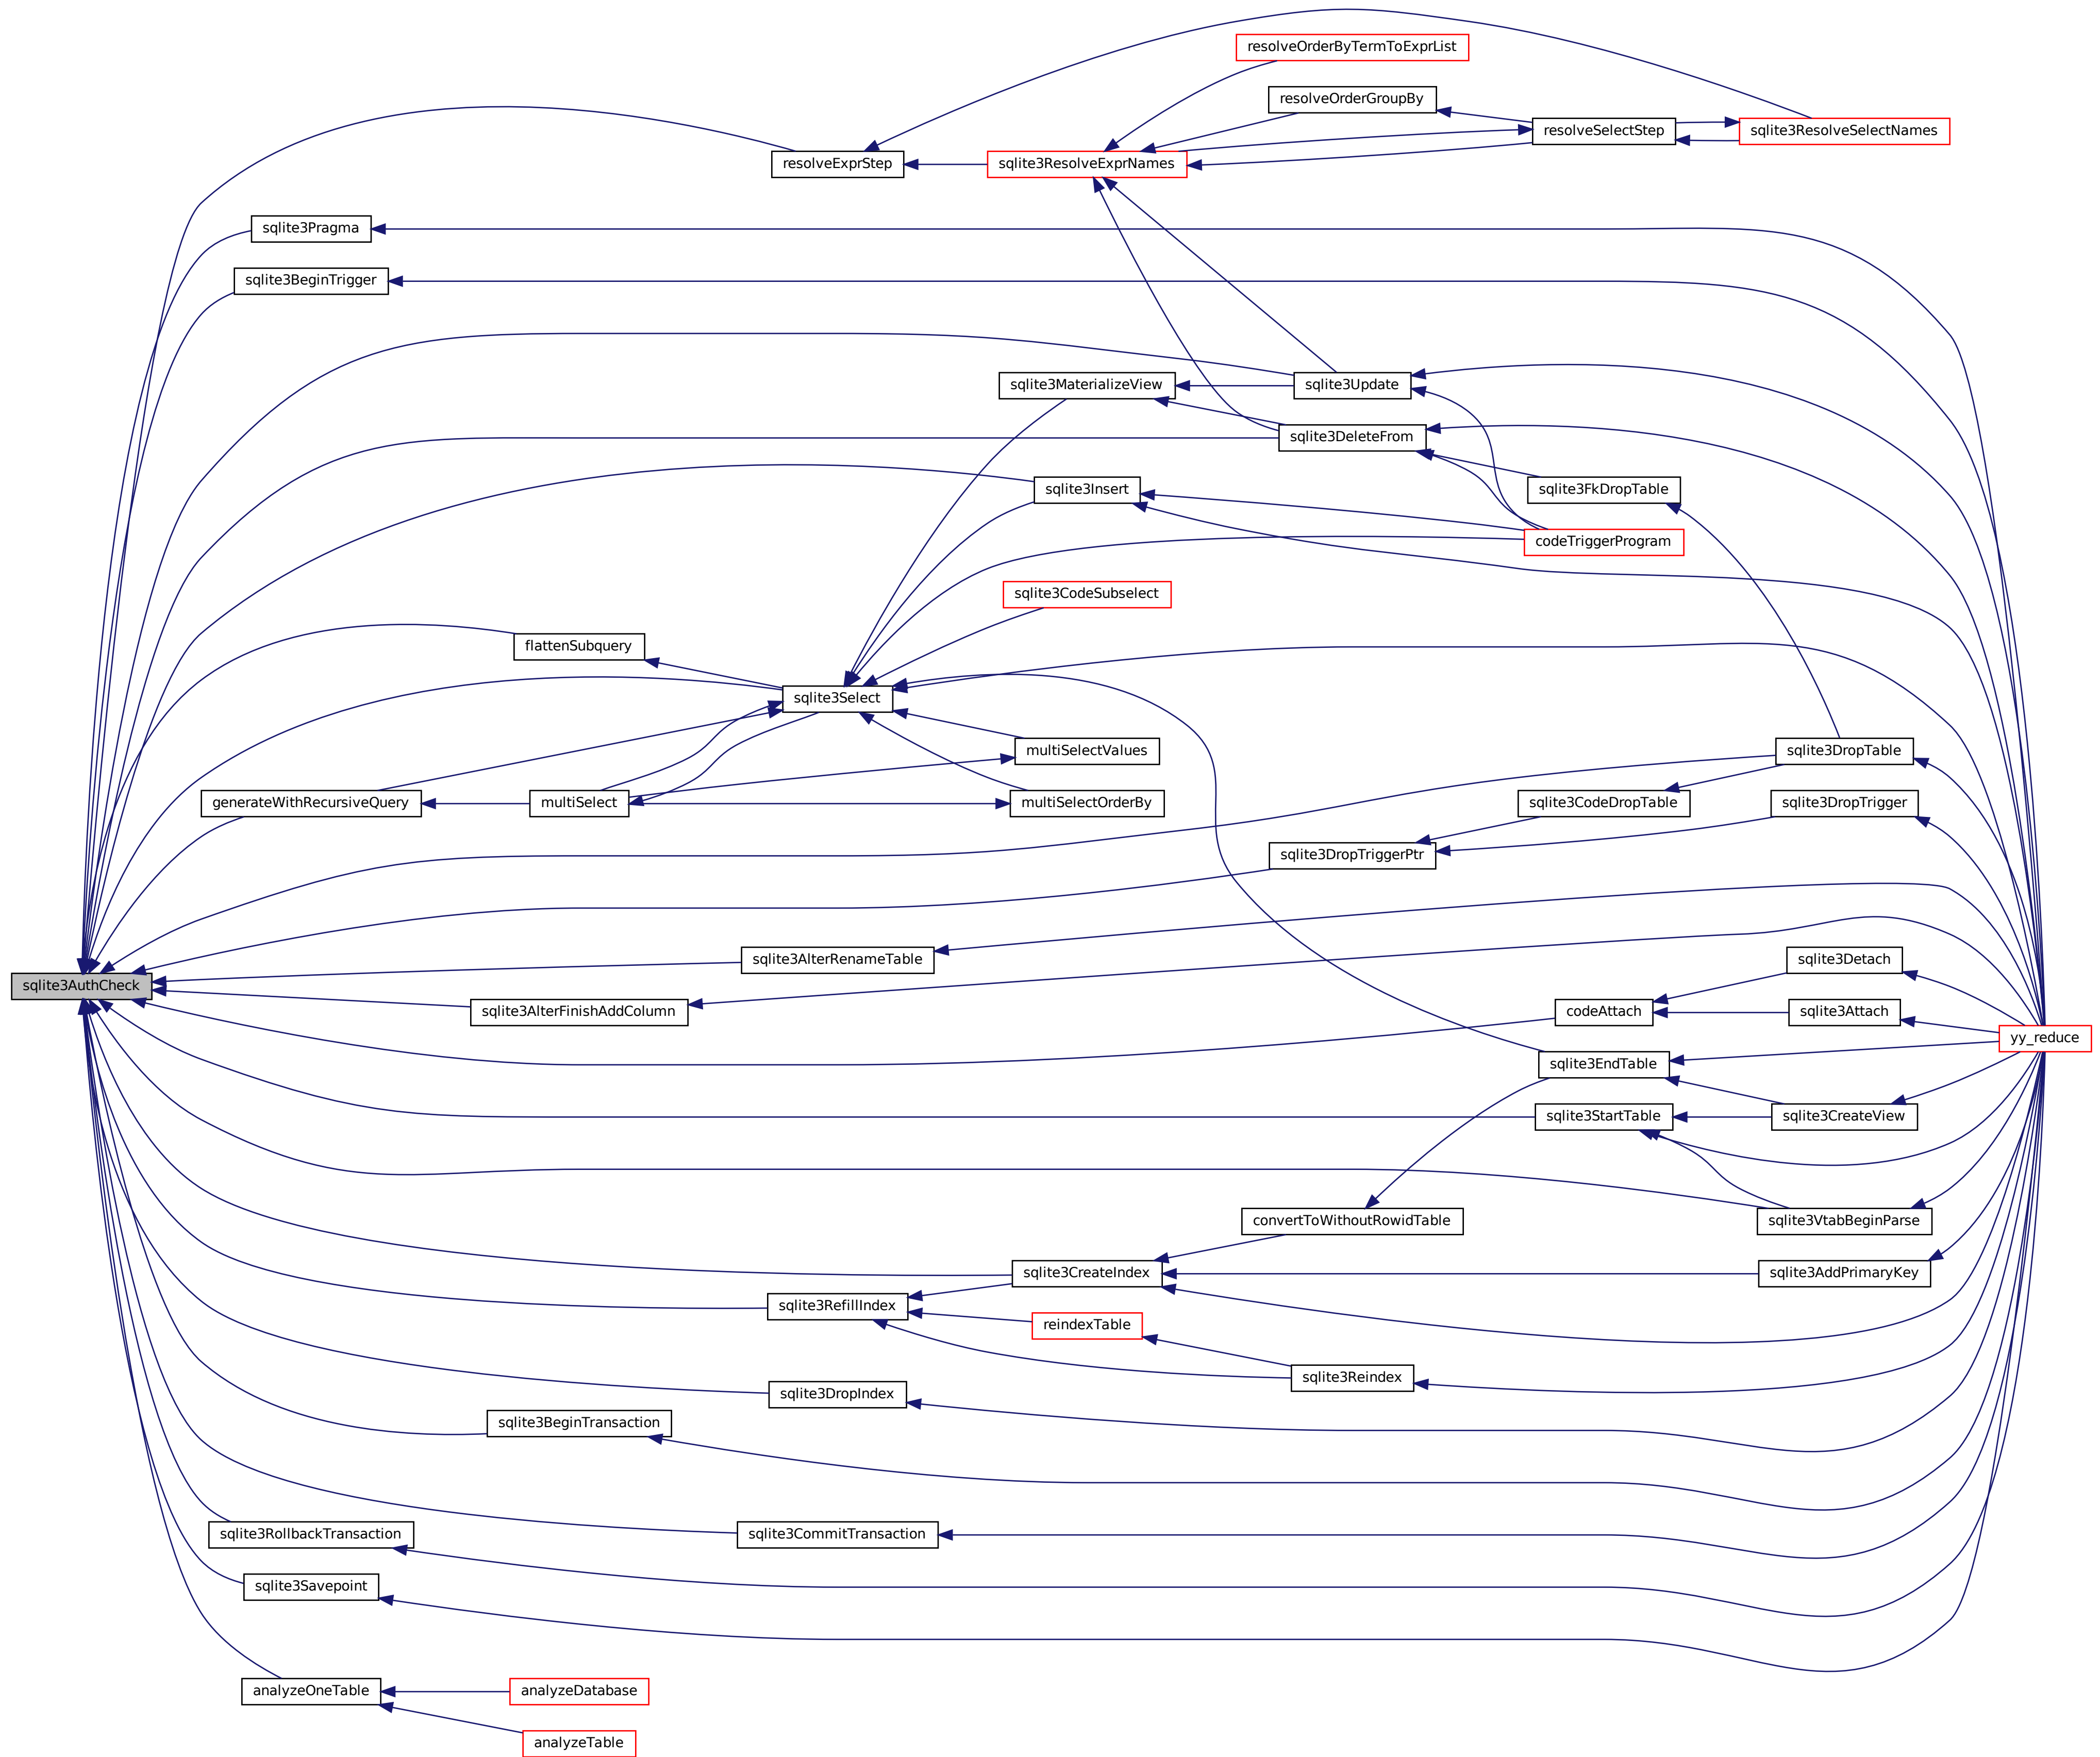 resolveOrderByTermToExprList
resolveOrderGroupBy
resolveSelectStep
sqlite3ResolveSelectNames
resolveExprStep
sqlite3ResolveExprNames
sqlite3Pragma
sqlite3BeginTrigger
sqlite3MaterializeView
sqlite3Update
sqlite3DeleteFrom
sqlite3Insert
sqlite3FkDropTable
codeTriggerProgram
sqlite3CodeSubselect
flattenSubquery
sqlite3Select
multiSelectValues
sqlite3DropTable
generateWithRecursiveQuery
multiSelect
multiSelectOrderBy
sqlite3CodeDropTable
sqlite3DropTrigger
sqlite3DropTriggerPtr
sqlite3AlterRenameTable
sqlite3Detach
sqlite3AuthCheck
sqlite3AlterFinishAddColumn
codeAttach
sqlite3Attach
yy_reduce
sqlite3EndTable
sqlite3StartTable
sqlite3CreateView
convertToWithoutRowidTable
sqlite3VtabBeginParse
sqlite3CreateIndex
sqlite3AddPrimaryKey
sqlite3RefillIndex
reindexTable
sqlite3Reindex
sqlite3DropIndex
sqlite3BeginTransaction
sqlite3RollbackTransaction
sqlite3CommitTransaction
sqlite3Savepoint
analyzeOneTable
analyzeDatabase
analyzeTable